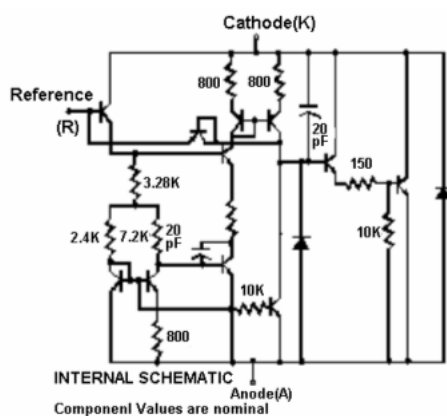 Cathode(K)
800
800
Reference
(R)
20
pF
150
3.28K
2.4K
7.2K
20
pF
10K
10K
800
INTERNAL SCHEMATIC
Anode(A)
Component Values are nominal